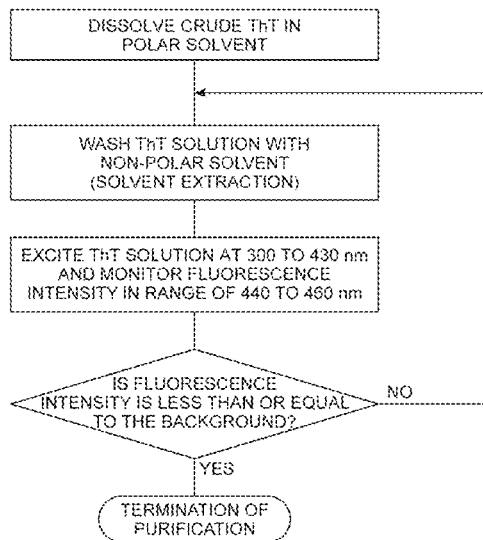 DISSOLVE CRUDE ThT IN
POLAR SOLVENT
WASH ThT SOLUTION WITH
NON-POLAR SOLVENT
(SOLVENT EXTRACTION)
EXCITE ThT SOLUTION AT 300 TO 430 nm
AND MONITOR FLUORESCENCE
INTENSITY IN RANGE OF 440 TO 460 nm
IS FLUORESCENCE
INTENSITY IS LESS THAN OR EQUAL
TO THE BACKGROUND?
NO
YES
TERMINATION OF
PURIFICATION